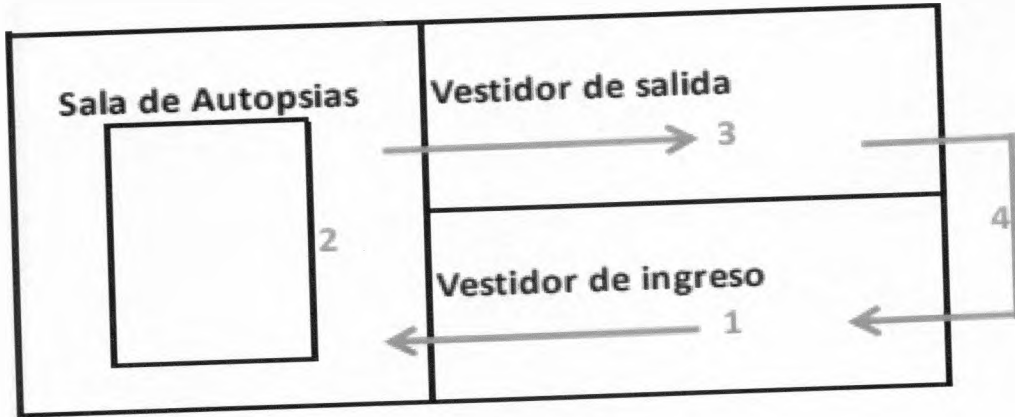 Sala de Autopsias
Vestidor de salida
3
2
4
Vestidor de ingreso
1